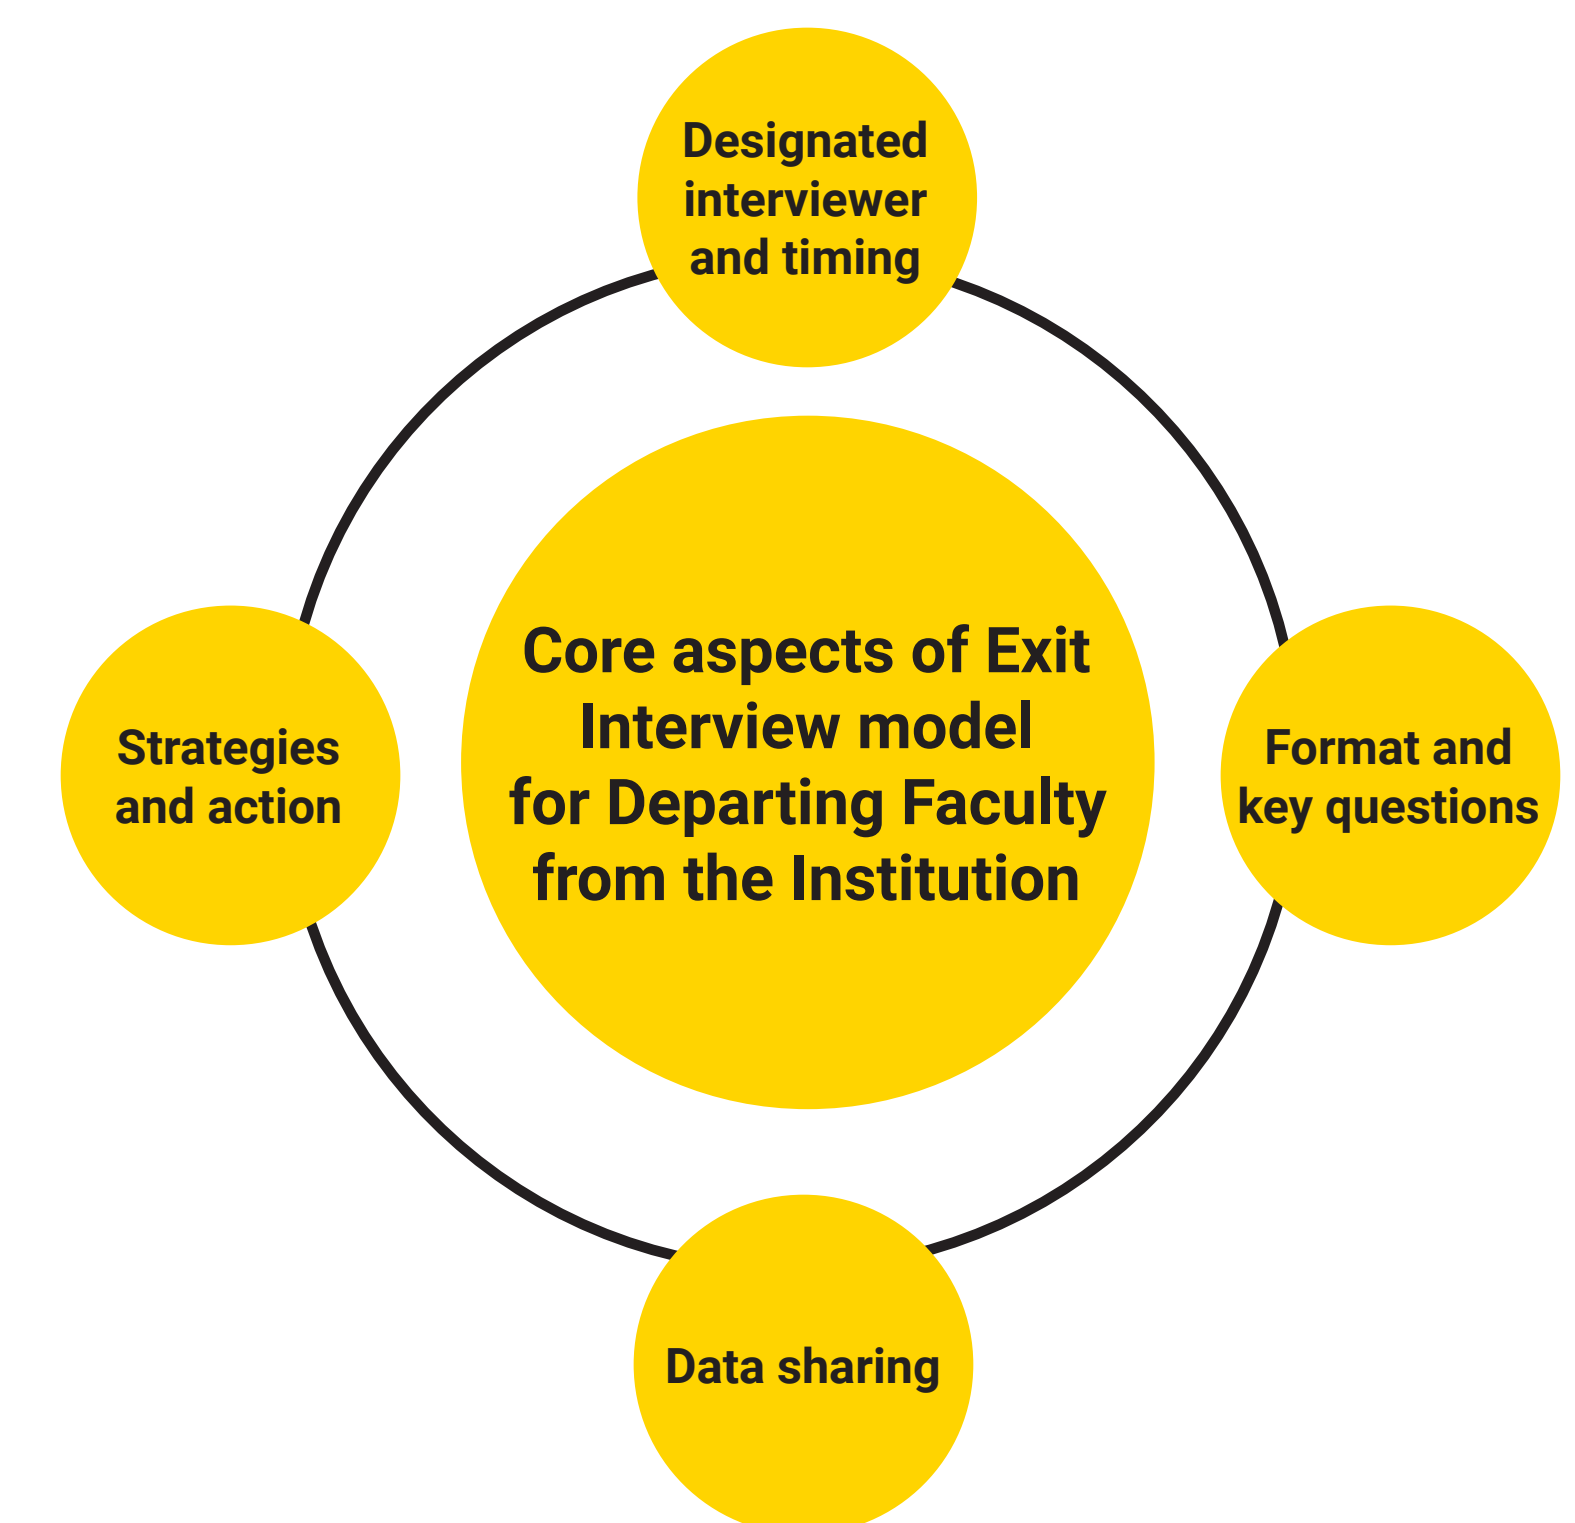 Designated
interviewer
and timing
Core aspects of Exit
Interview model
for Departing Faculty
from the Institution
Strategies
and action
Format and
key questions
Data sharing